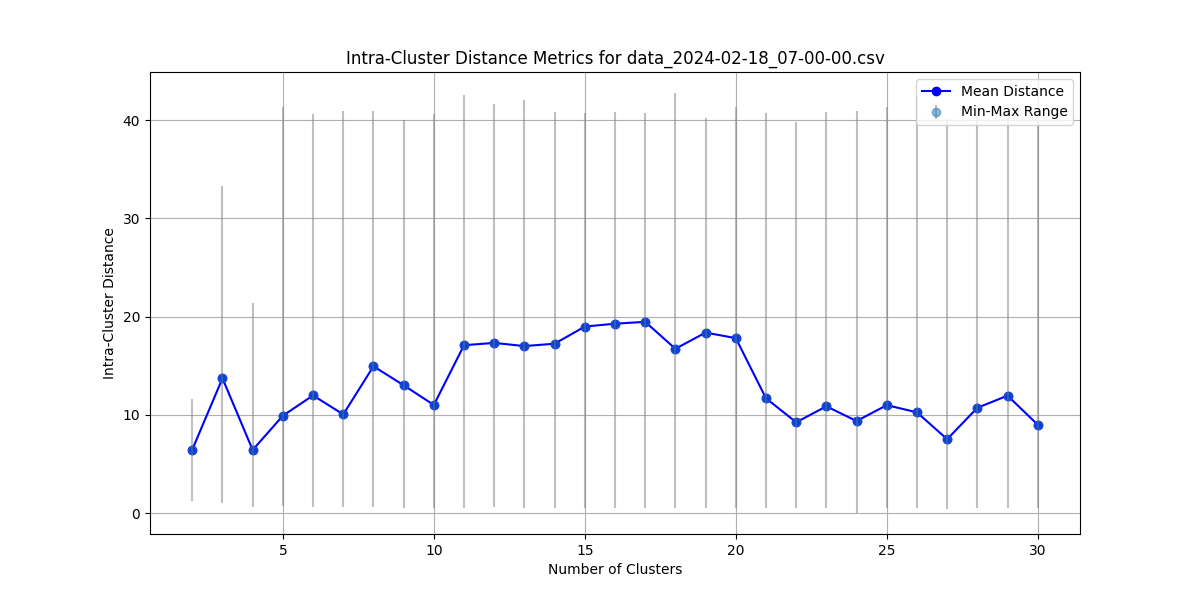 Intra-Cluster Distance Metrics for data_2024-02-18_07-00-00.csv
Mean Distance
Min-Max Range
40
30
20
10
0
Intra-Cluster Distance
5 10 15 20 25 30
Number of Clusters